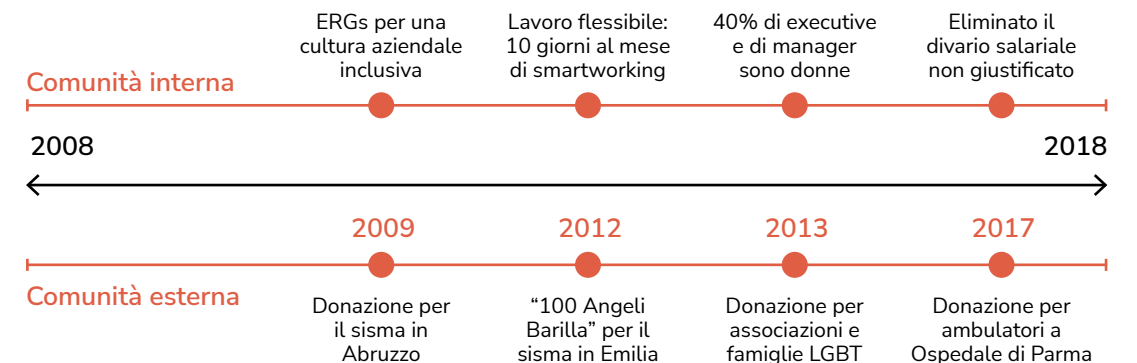 ERGs per una
cultura aziendale
inclusiva
Lavoro flessibile:
10 giorni al mese
di smartworking
40% di executive
e di manager
sono donne
Eliminato il
divario salariale
non giustificato
Comunità interna
2008
2018
2009
2012
2013
2017
Comunità esterna
Donazione per
il sisma in
Abruzzo
“100 Angeli
Barilla” per il
sisma in Emilia
Donazione per
associazioni e
famiglie LGBT
Donazione per
ambulatori a
Ospedale di Parma